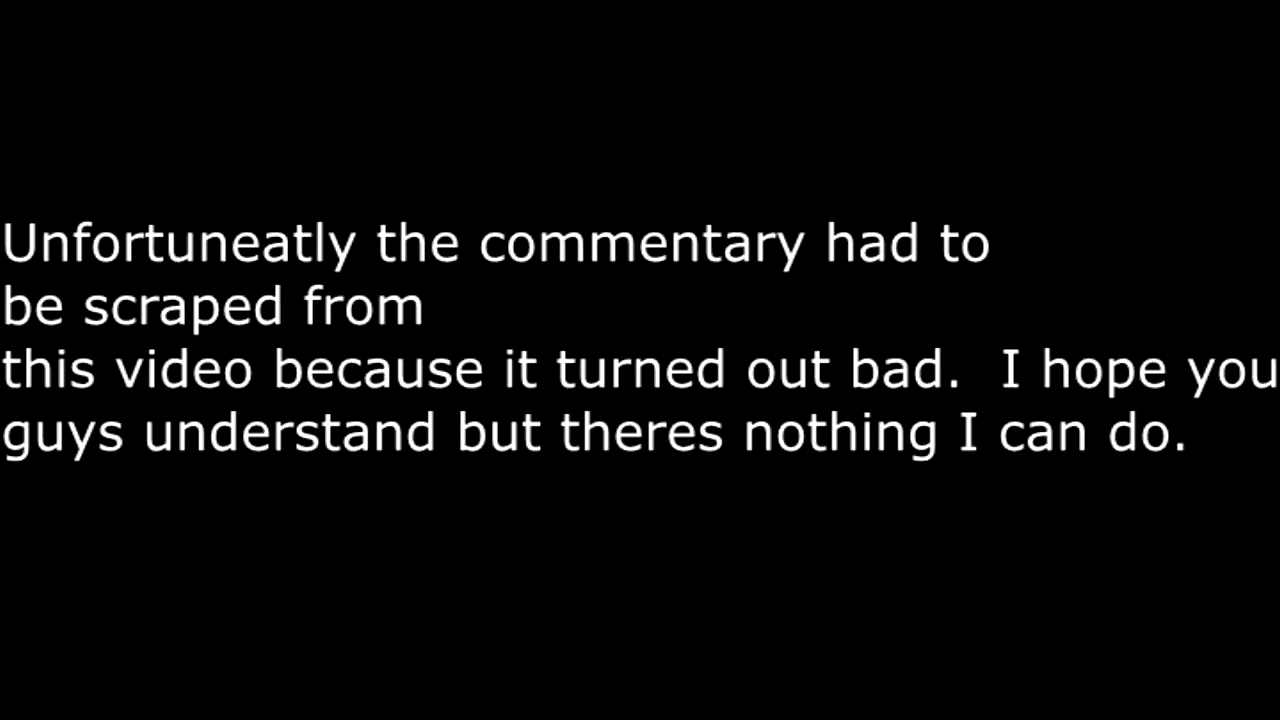 Unfortuneatly the commentary had to
be scraped from
this video because it turned out bad.  I hope you
guys understand but theres nothing I can do.